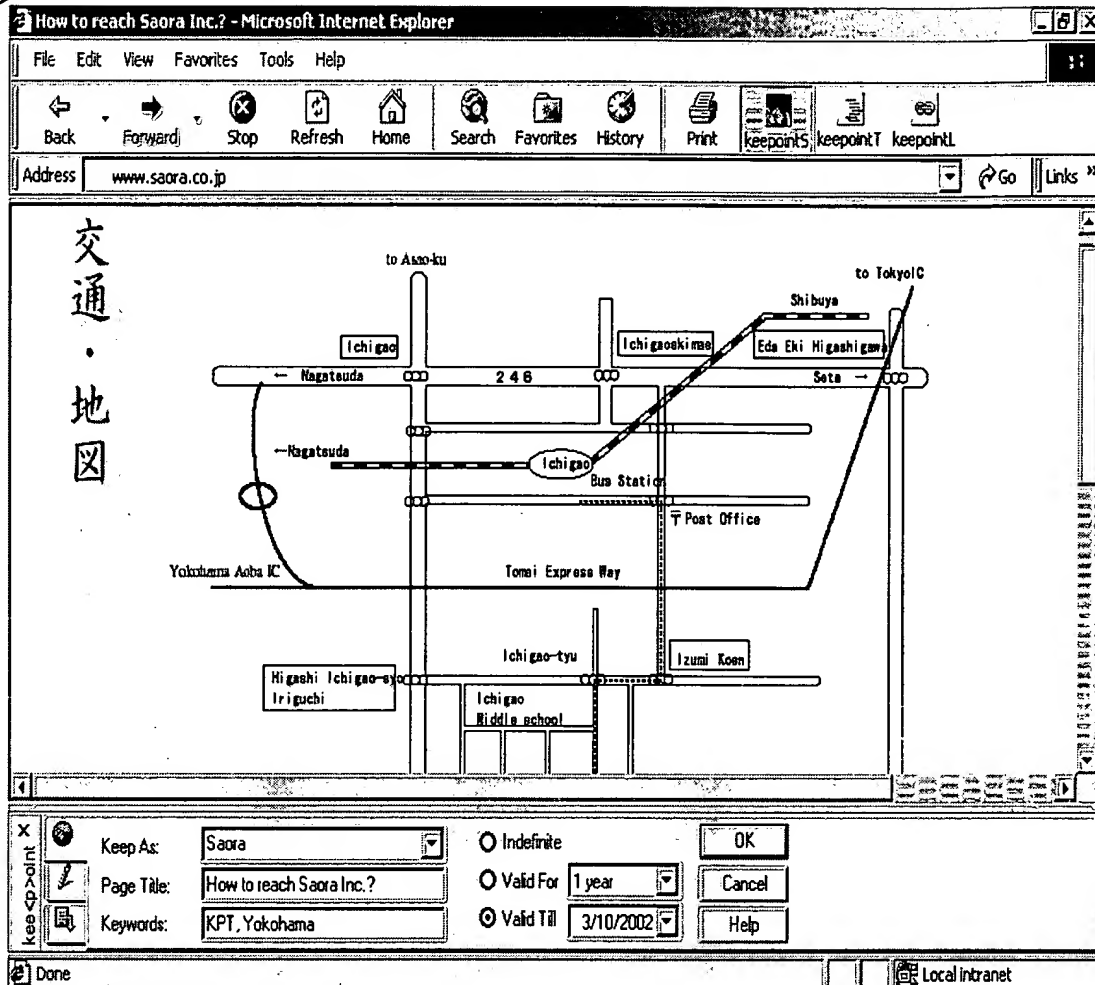 How to reach Saora Inc.? - Microsoft Internet Explorer
File Edit View Favorites Tools Help
Back Forward Stop Refresh Home Search Favorites History Print keepointS keepointT keepointL
Address www.saora.co.jp Go Links »
交通・地図
to Asao-ku
to TokyoIC
Shibuya
Ichigao
Ichigaoekimae
Eda Eki Higashigawa
← Nagatsuda
246
Seta →
←Nagatsuda
Ichigao
Bus Station
〒Post Office
Yokohama Aoba IC
Tomei Express Way
Ichigao-tyu
Izumi Koen
Higashi Ichigao-syo
Iriguchi
Ichigao
Middle school
kee<p>oint
Keep As: Saora
Indefinite
OK
Page Title: How to reach Saora Inc.?
Valid For 1 year
Cancel
Keywords: KPT, Yokohama
Valid Till 3/10/2002
Help
Done
Local intranet